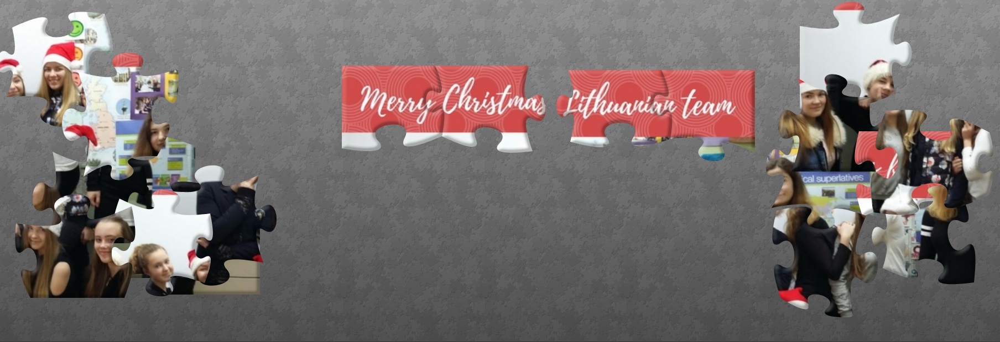 Merry Christmas Lithuanian team
cal superlatives